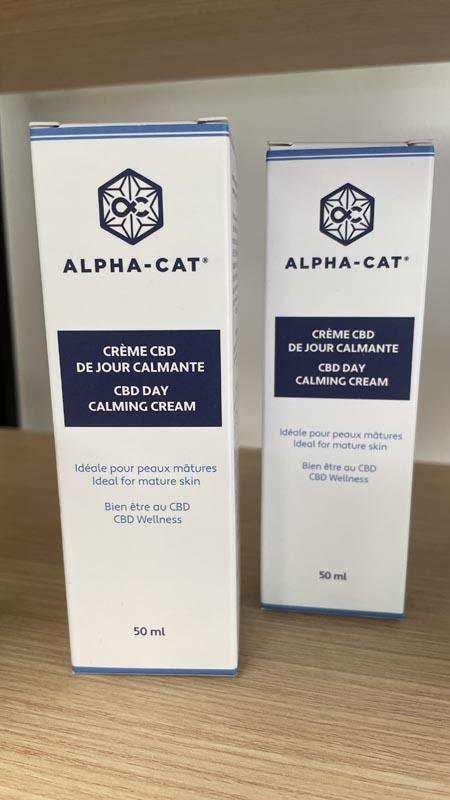 ALPHA-CAT®
CRÈME CBD
DE JOUR CALMANTE
CBD DAY
CALMING CREAM
Idéale pour peaux mâtures
Ideal for mature skin
Bien être au CBD
CBD Wellness
50 ml
ALPHA-CAT®
CRÈME CBD
DE JOUR CALMANTE
CBD DAY
CALMING CREAM
Idéale pour peaux mâtures
Ideal for mature skin
Bien être au CBD
CBD Wellness
50 ml